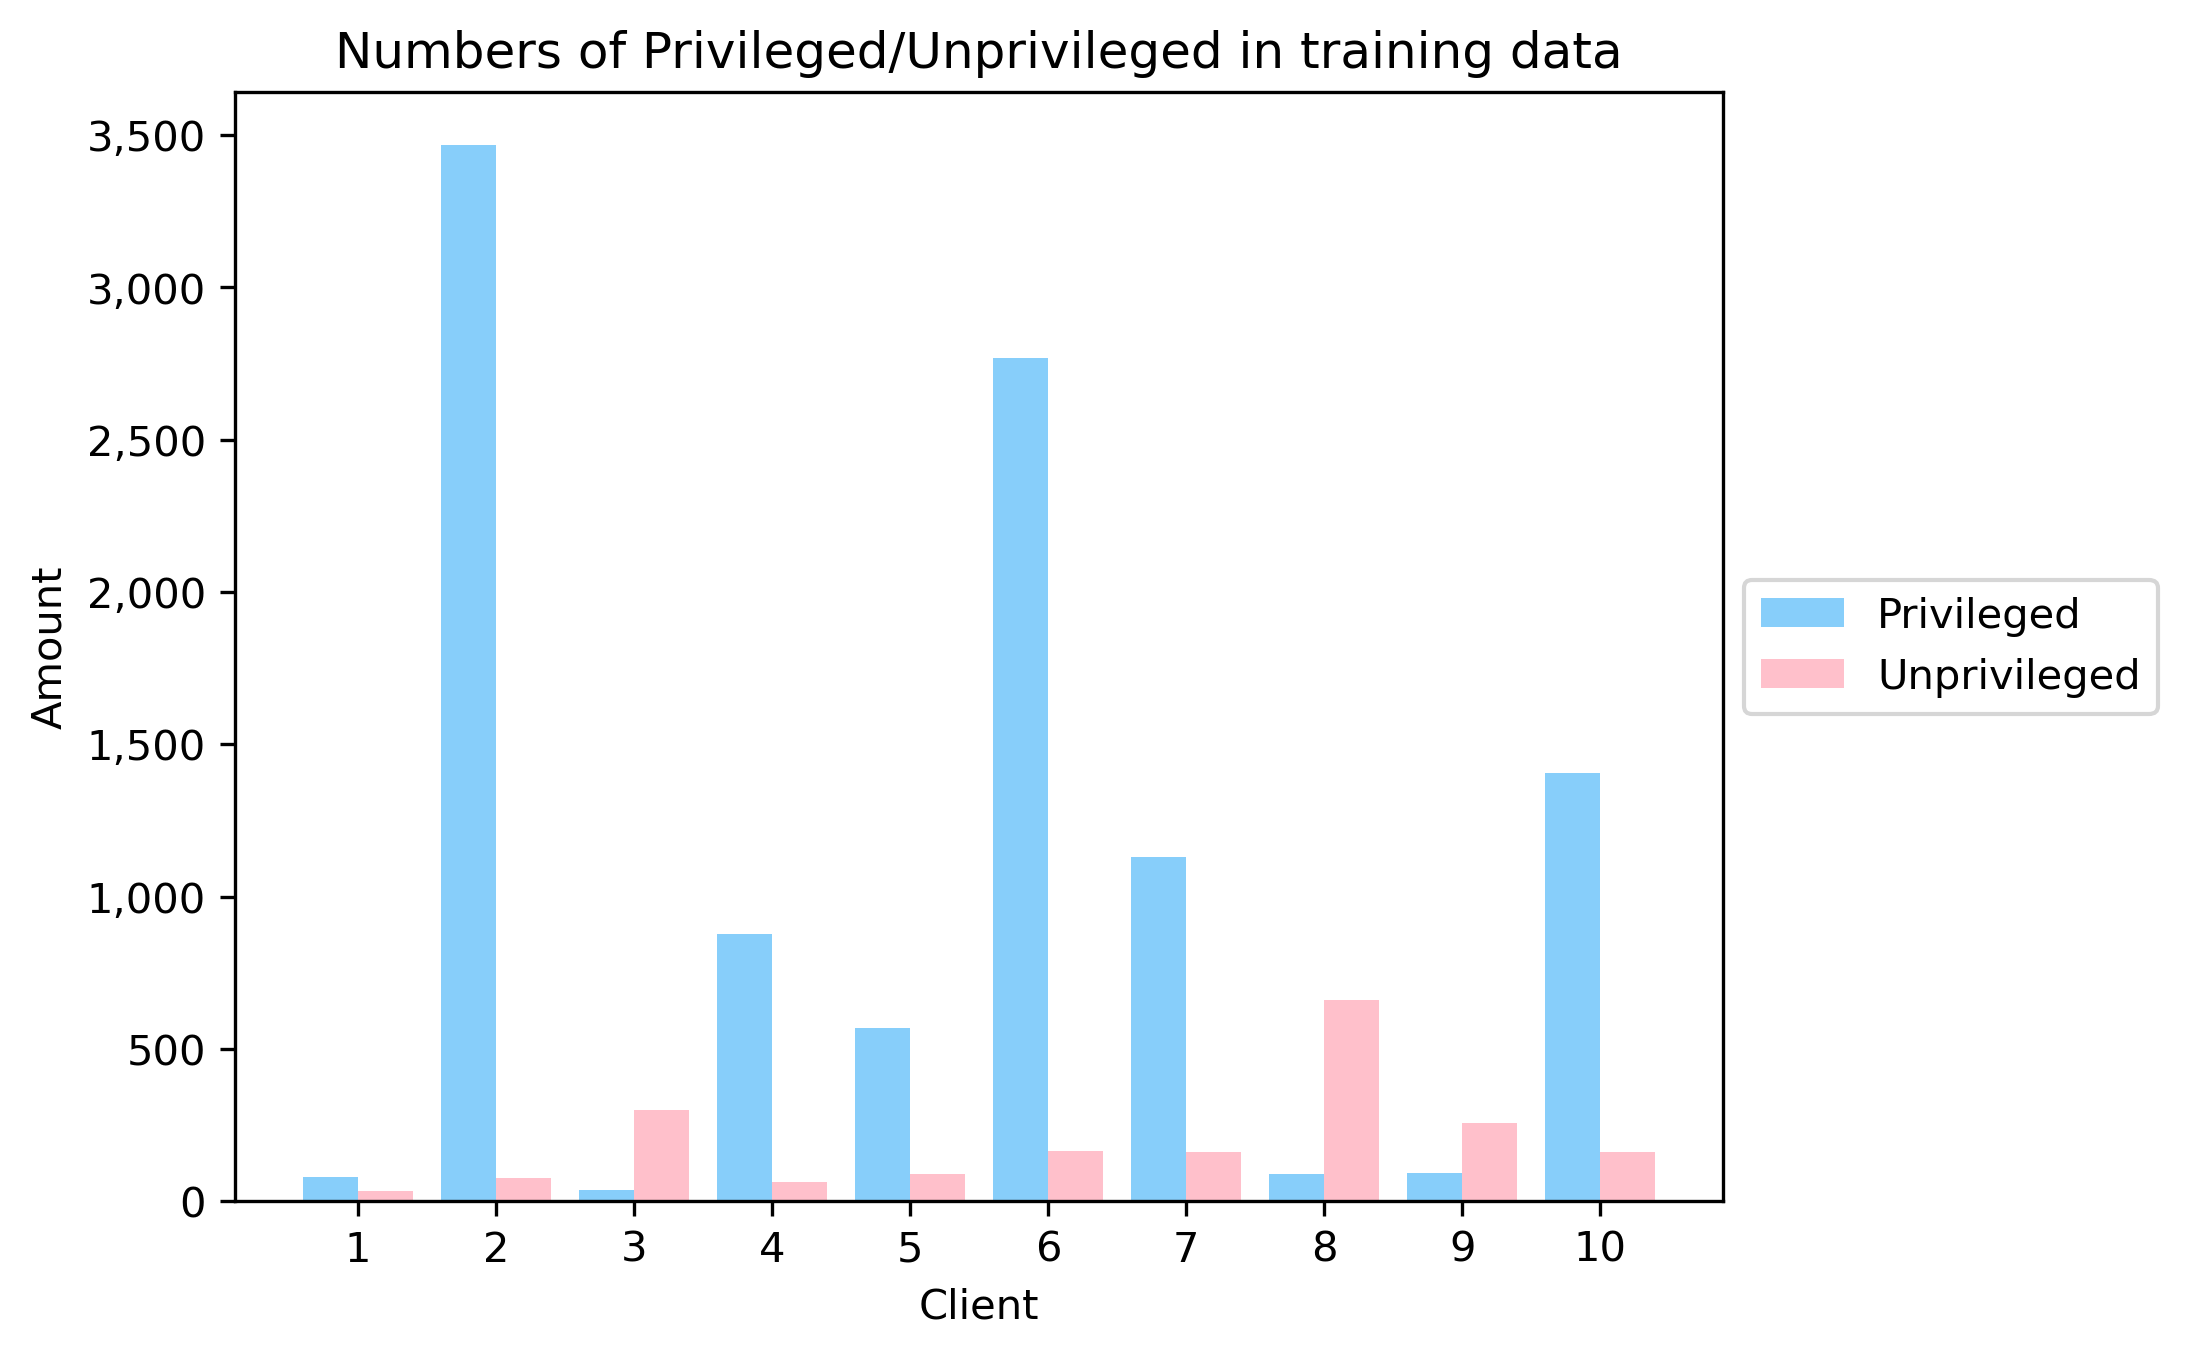 Numbers of Privileged/Unprivileged in training data
3,500
3,000
2,500
2,000
1,500
1,000
500
0
Amount
1 2 3 4 5 6 7 8 9 10
Client
Privileged
Unprivileged